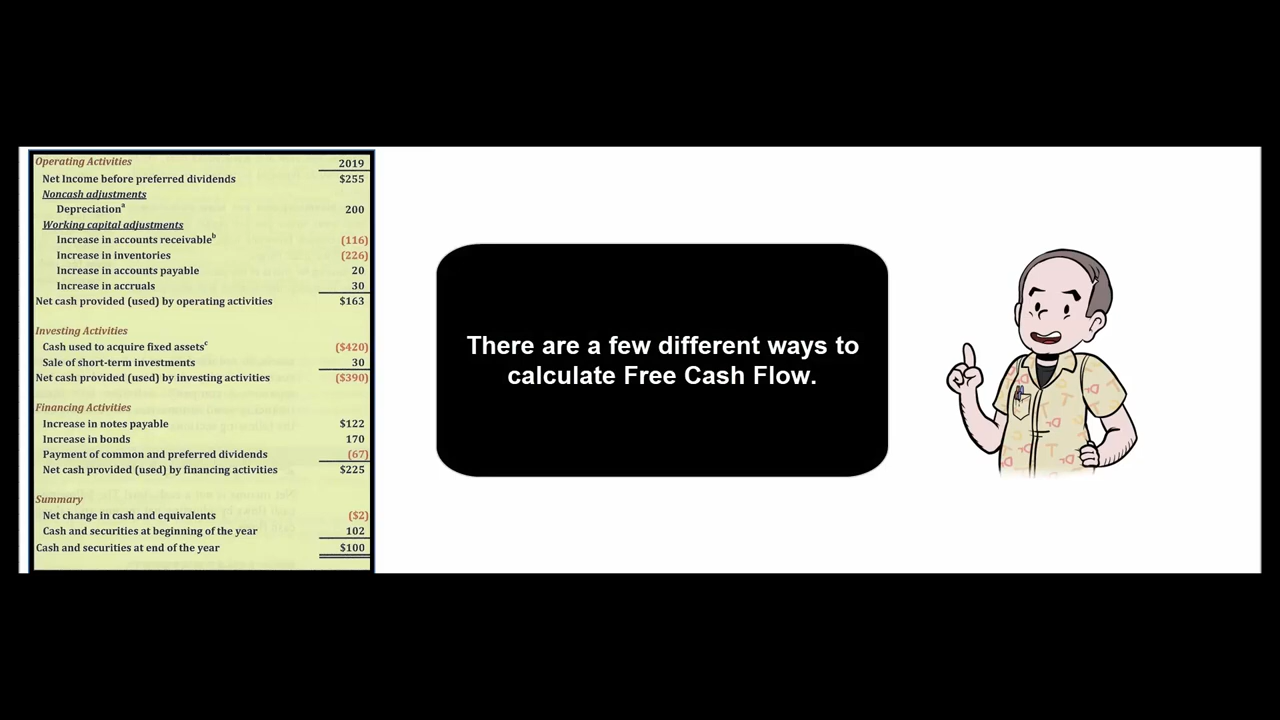 Operating Activities 2019
Net Income before preferred dividends $255
Noncash adjustments
Depreciationa 200
Working capital adjustments
Increase in accounts receivableb (116)
Increase in inventories (226)
Increase in accounts payable 20
Increase in accruals 30
Net cash provided (used) by operating activities $163
Investing Activities
Cash used to acquire fixed assetsc ($420)
Sale of short-term investments 30
Net cash provided (used) by investing activities ($390)
Financing Activities
Increase in notes payable $122
Increase in bonds 170
Payment of common and preferred dividends (67)
Net cash provided (used) by financing activities $225
Summary
Net change in cash and equivalents ($2)
Cash and securities at beginning of the year 102
Cash and securities at end of the year $100
There are a few different ways to
calculate Free Cash Flow.